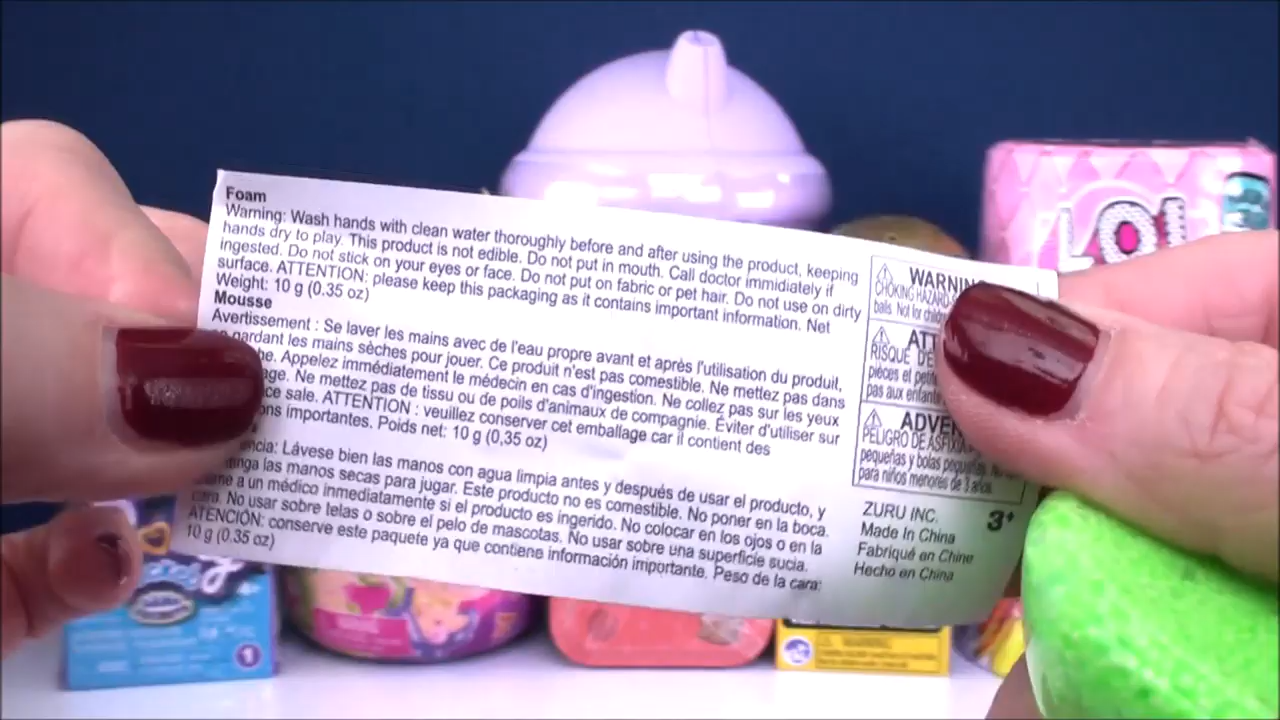 Foam
Warning: Wash hands with clean water thoroughly before and after using the product, keeping
hands dry to play. This product is not edible. Do not put in mouth. Call doctor immidiately if
ingested. Do not stick on your eyes or face. Do not put on fabric or pet hair. Do not use on dirty
surface. ATTENTION: please keep this packaging as it contains important information. Net
Weight: 10 g (0.35 oz)
Mousse
Avertissement : Se laver les mains avec de l'eau propre avant et après l'utilisation du produit,
gardant les mains sèches pour jouer. Ce produit n'est pas comestible. Ne mettez pas dans
Appelez immédiatement le médecin en cas d'ingestion. Ne collez pas sur les yeux
Ne mettez pas de tissu ou de poils d'animaux de compagnie. Éviter d'utiliser sur
sale. ATTENTION : veuillez conserver cet emballage car il contient des
importantes. Poids net: 10 g (0,35 oz)
Lávese bien las manos con agua limpia antes y después de usar el producto, y
las manos secas para jugar. Este producto no es comestible. No poner en la boca.
a un médico inmediatamente si el producto es ingerido. No colocar en los ojos o en la
cara. No usar sobre telas o sobre el pelo de mascotas. No usar sobre una superficie sucia.
ATENCIÓN: conserve este paquete ya que contiene información importante. Peso de la cara:
10 g (0.35 oz)
WARNIN
CHOKING HAZARD
balls. Not for
ATT
RISQUE
pièces et
pas aux
ADVE
PELIGRO DE
pequeñas y bolas pequeñas.
para niños menores de 3 años.
ZURU INC.
3+
Made In China
Fabriqué en Chine
Hecho en China
LOL
1